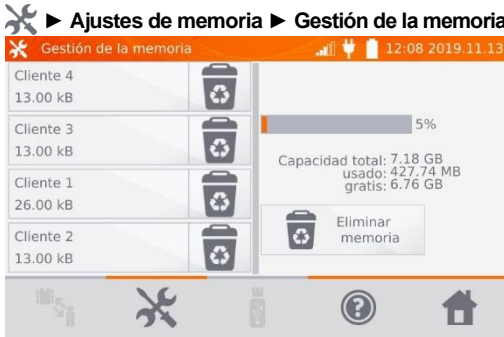 ► Ajustes de memoria ► Gestión de la memoria
Gestión de la memoria
12:08 2019.11.13
Cliente 4
13.00 kB
Cliente 3
13.00 kB
Cliente 1
26.00 kB
Cliente 2
13.00 kB
5%
Capacidad total: 7.18 GB
usado: 427.74 MB
gratis: 6.76 GB
Eliminar
memoria